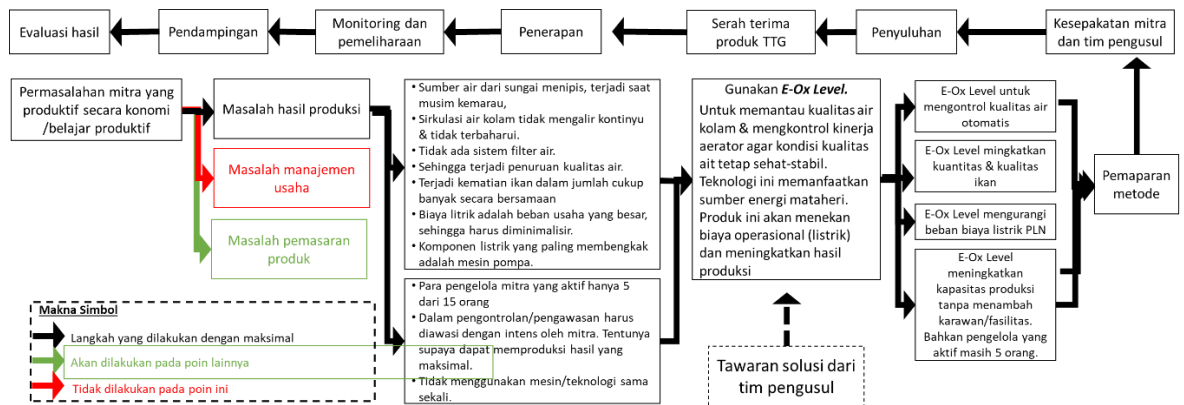 Evaluasi hasil
Pendampingan
Monitoring dan
pemeliharaan
Penerapan
Serah terima
produk TTG
Penyuluhan
Kesepakatan mitra
dan tim pengusul
Permasalahan mitra yang
produktif secara konomi
/belajar produktif
Masalah hasil produksi
Masalah manajemen
usaha
Masalah pemasaran
produk
• Sumber air dari sungai menipis, terjadi saat
musim kemarau,
• Sirkulasi air kolam tidak mengalir kontinyu
& tidak terbaharui.
• Tidak ada sistem filter air.
• Sehingga terjadi penuruan kualitas air.
• Terjadi kematian ikan dalam jumlah cukup
banyak secara bersamaan
• Biaya litrik adalah beban usaha yang besar,
sehingga harus diminimalisir.
• Komponen listrik yang paling membengkak
adalah mesin pompa.
• Para pengelola mitra yang aktif hanya 5
dari 15 orang
• Dalam pengontrolan/pengawasan harus
diawasi dengan intens oleh mitra. Tentunya
supaya dapat memproduksi hasil yang
maksimal.
• Tidak menggunakan mesin/teknologi sama
sekali.
Gunakan E-Ox Level.
Untuk memantau kualitas air
kolam & mengkontrol kinerja
aerator agar kondisi kualitas
ait tetap sehat-stabil.
Teknologi ini memanfaatkan
sumber energi mataheri.
Produk ini akan menekan
biaya operasional (listrik)
dan meningkatkan hasil
produksi
Tawaran solusi dari
tim pengusul
E-Ox Level untuk
mengontrol kualitas air
otomatis
E-Ox Level mingkatkan
kuantitas & kualitas
ikan
E-Ox Level mengurangi
beban biaya listrik PLN
E-Ox Level
meningkatkan
kapasitas produksi
tanpa menambah
karawan/fasilitas.
Bahkan pengelola yang
aktif masih 5 orang.
Pemaparan
metode
Makna Simbol
Langkah yang dilakukan dengan maksimal
Akan dilakukan pada poin lainnya
Tidak dilakukan pada poin ini